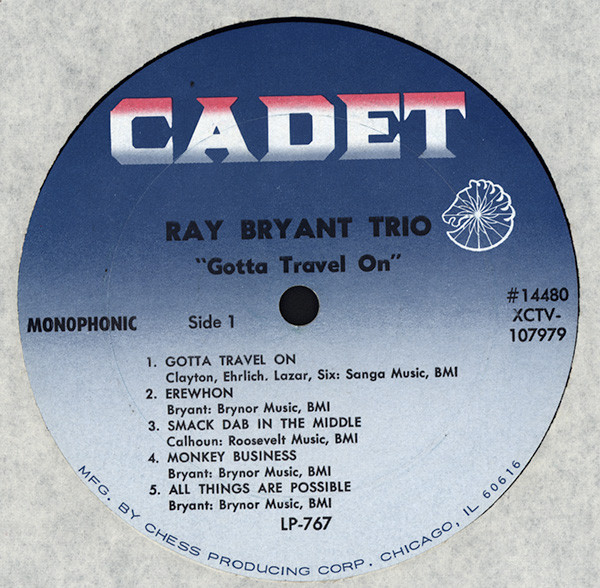 CADET
RAY BRYANT TRIO
"Gotta Travel On"
MONOPHONIC
Side 1
#14480
XCTV-
107979
1. GOTTA TRAVEL ON
Clayton, Ehrlich. Lazar, Six: Sanga Music, BMI
2. EREWHON
Bryant: Brynor Music, BMI
3. SMACK DAB IN THE MIDDLE
Calhoun: Roosevelt Music, BMI
4. MONKEY BUSINESS
Bryant: Brynor Music, BMI
5. ALL THINGS ARE POSSIBLE
Bryant: Brynor Music, BMI
LP-767
MFG. BY CHESS PRODUCING CORP. CHICAGO, IL 60616